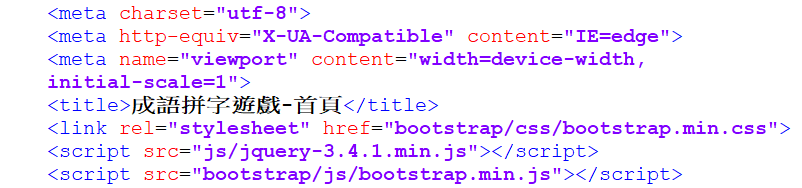 <meta charset="utf-8">
<meta http-equiv="X-UA-Compatible" content="IE=edge">
<meta name="viewport" content="width=device-width,
initial-scale=1">
<title>成語拼字遊戲-首頁</title>
<link rel="stylesheet" href="bootstrap/css/bootstrap.min.css">
<script src="js/jquery-3.4.1.min.js"></script>
<script src="bootstrap/js/bootstrap.min.js"></script>